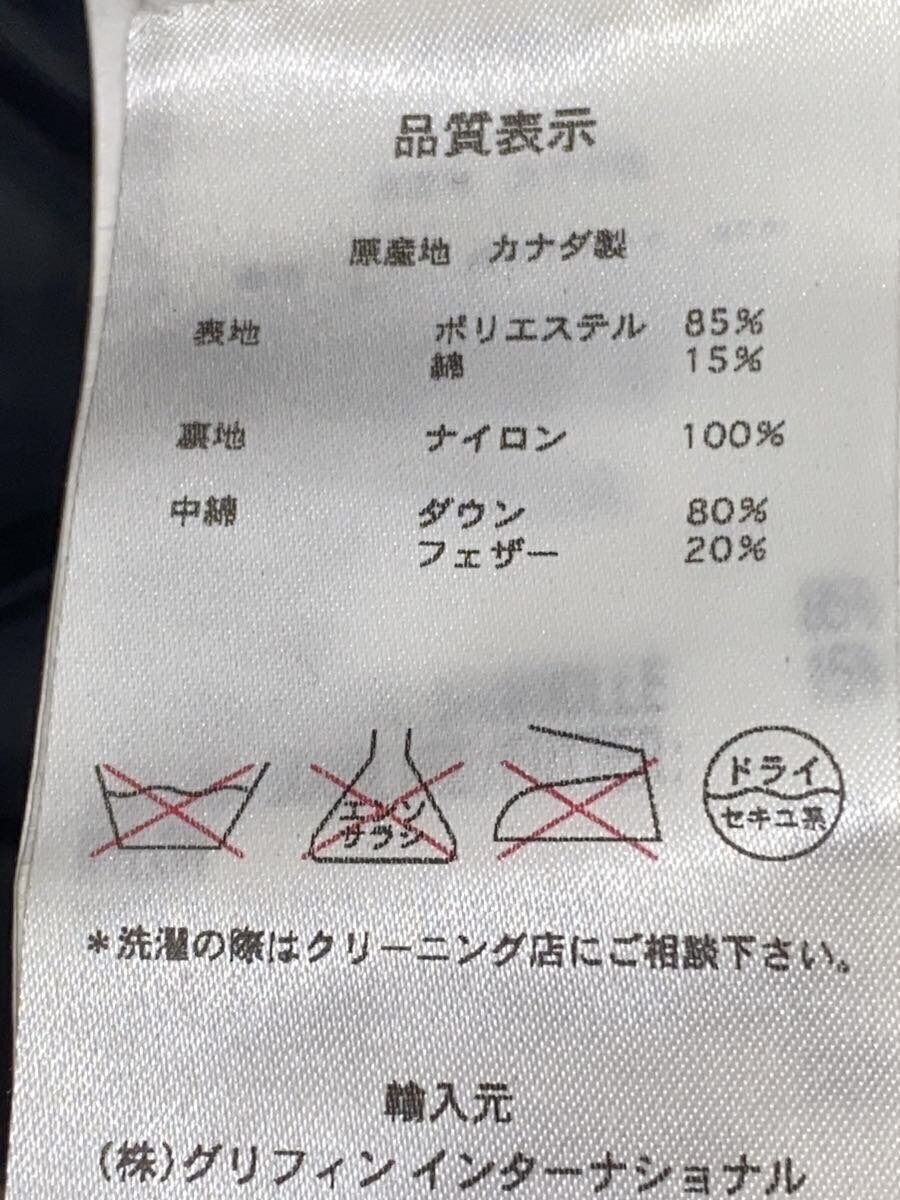 品質表示
原産地 カナダ製
表地 ポリエステル 85%
綿 15%
裏地 ナイロン 100%
中綿 ダウン 80%
フェザー 20%
エンソ
サラシ
ドライ
セキユ系
*洗濯の際はクリーニング店にご相談下さい。
輸入元
(株)グリフィン インターナショナル